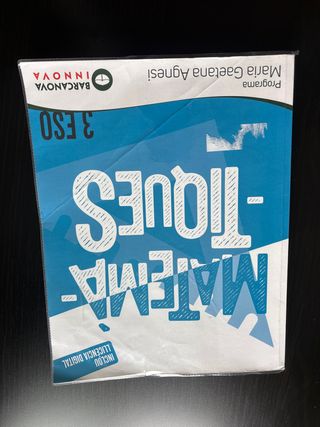 INCLOU
LLICÈNCIA DIGITAL
MATEMÀ-
-TIQUES
3 ESO
Programa
Maria Gaetana Agnesi
BARCANOVA
INNOVA